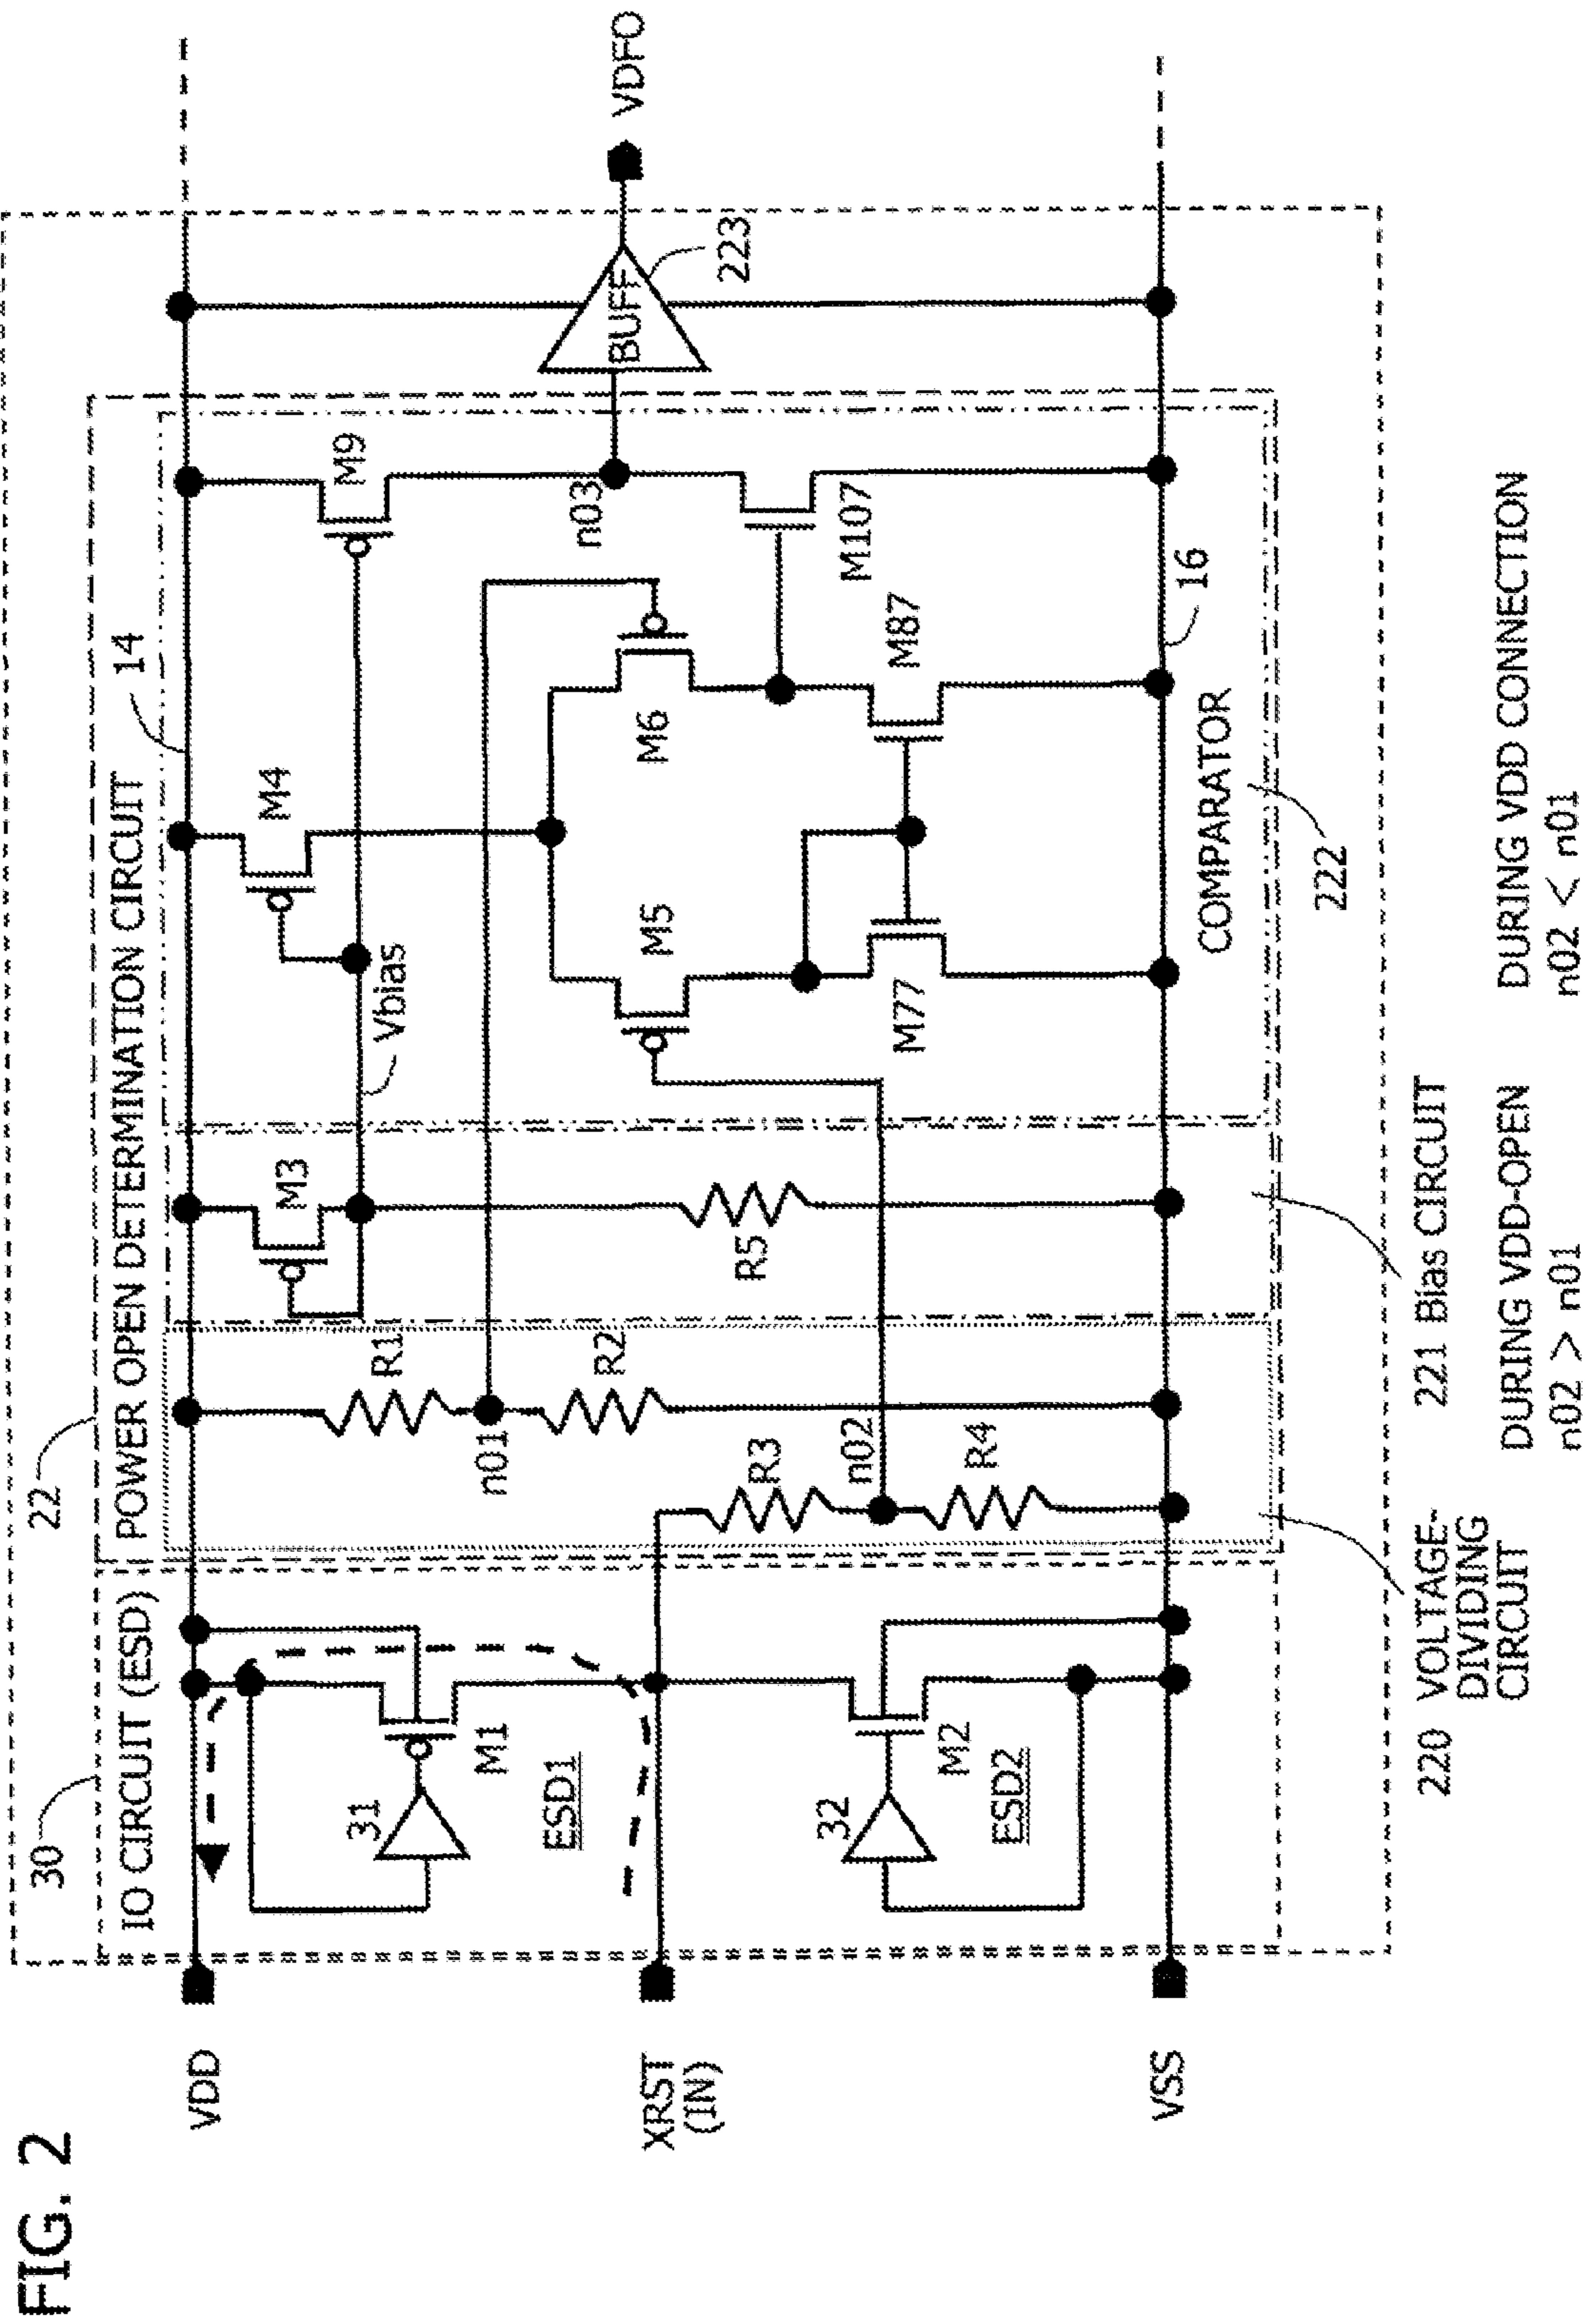 FIG. 2
30
22
IO CIRCUIT (ESD)
POWER OPEN DETERMINATION CIRCUIT
14
VDD
M3
M4
M9
R1
Vbias
n01
R2
31
M1
ESD1
XRST
(IN)
R3
n02
R4
R5
M5
M6
n03
BUFF
223
VDFO
32
M2
ESD2
M77
M87
M107
16
COMPARATOR
VSS
222
220 VOLTAGE-
DIVIDING
CIRCUIT
221 Bias CIRCUIT
DURING VDD-OPEN
n02 > n01
DURING VDD CONNECTION
n02 < n01